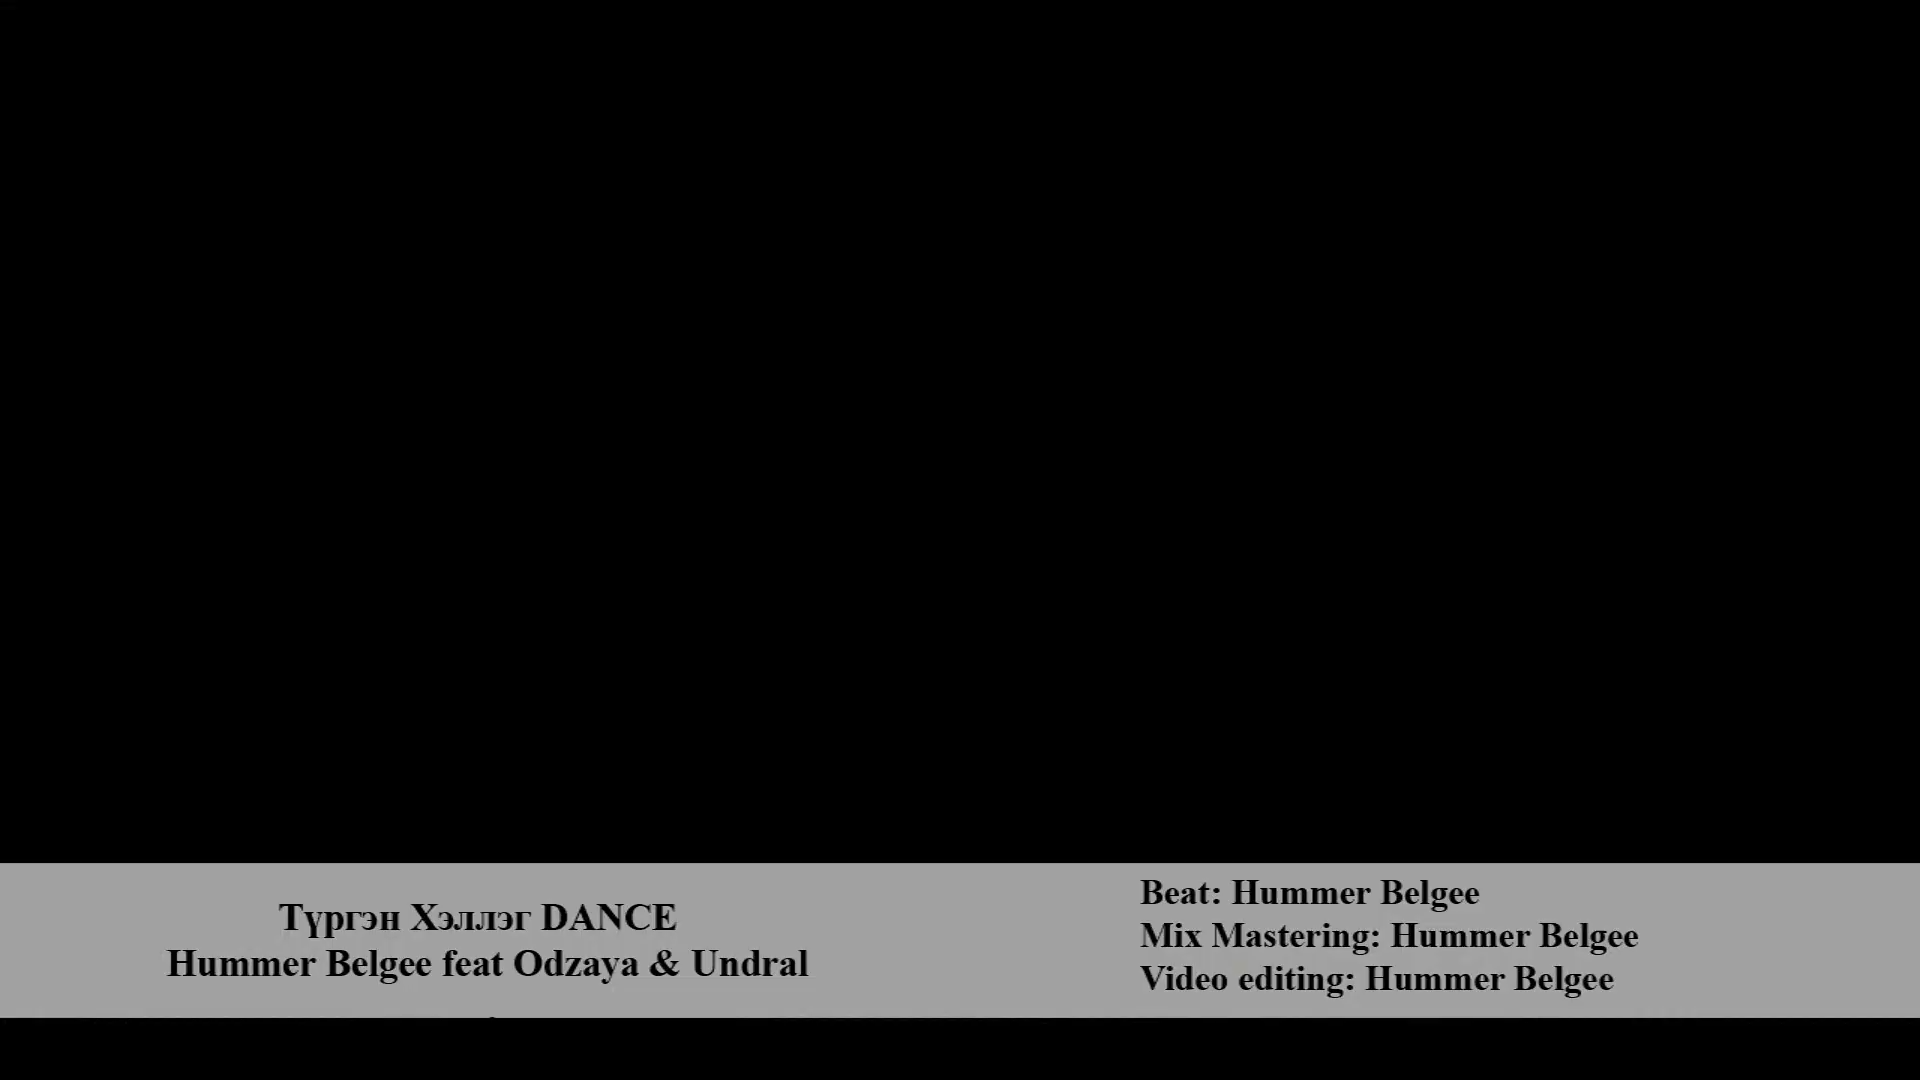 Түргэн Хэллэг DANCE
Hummer Belgee feat Odzaya & Undral
Beat: Hummer Belgee
Mix Mastering: Hummer Belgee
Video editing: Hummer Belgee